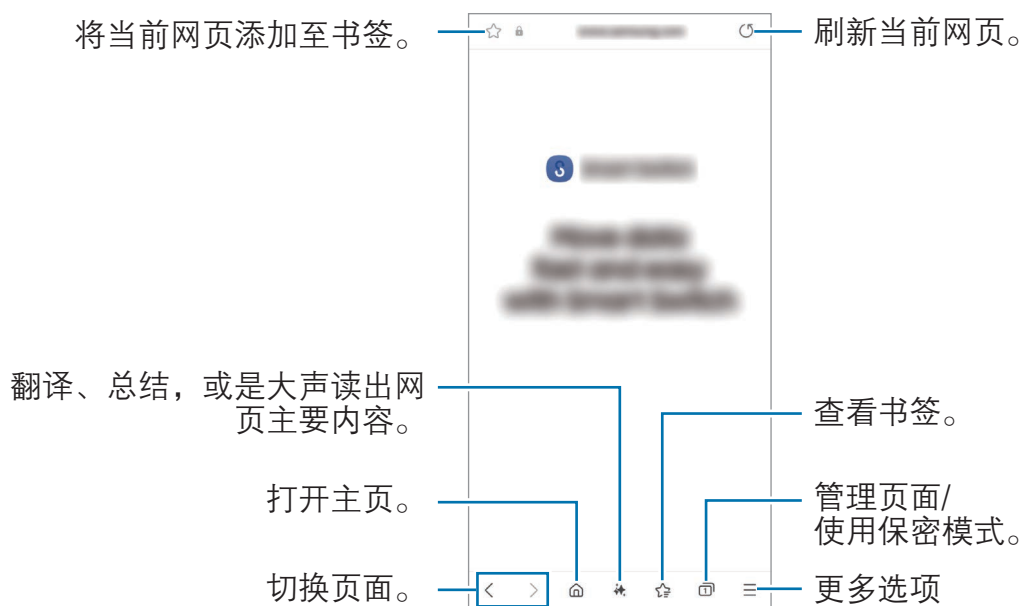 将当前网页添加至书签。
刷新当前网页。
翻译、总结，或是大声读出网
页主要内容。
查看书签。
打开主页。
管理页面/
使用保密模式。
切换页面。
1
更多选项